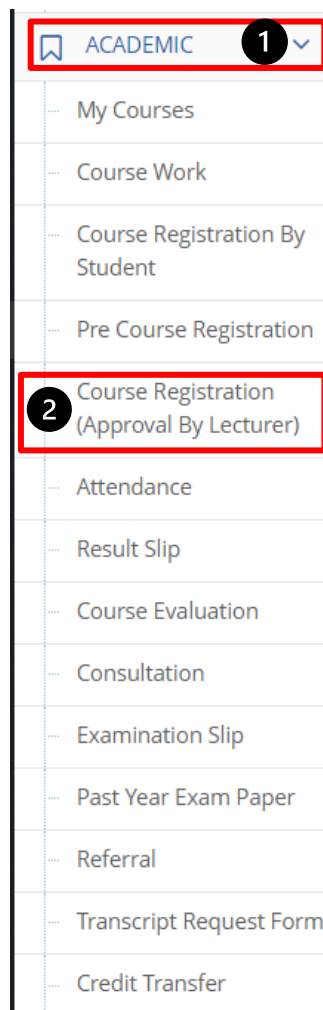 ACADEMIC 1
My Courses
Course Work
Course Registration By
Student
Pre Course Registration
2 Course Registration
(Approval By Lecturer)
Attendance
Result Slip
Course Evaluation
Consultation
Examination Slip
Past Year Exam Paper
Referral
Transcript Request Form
Credit Transfer